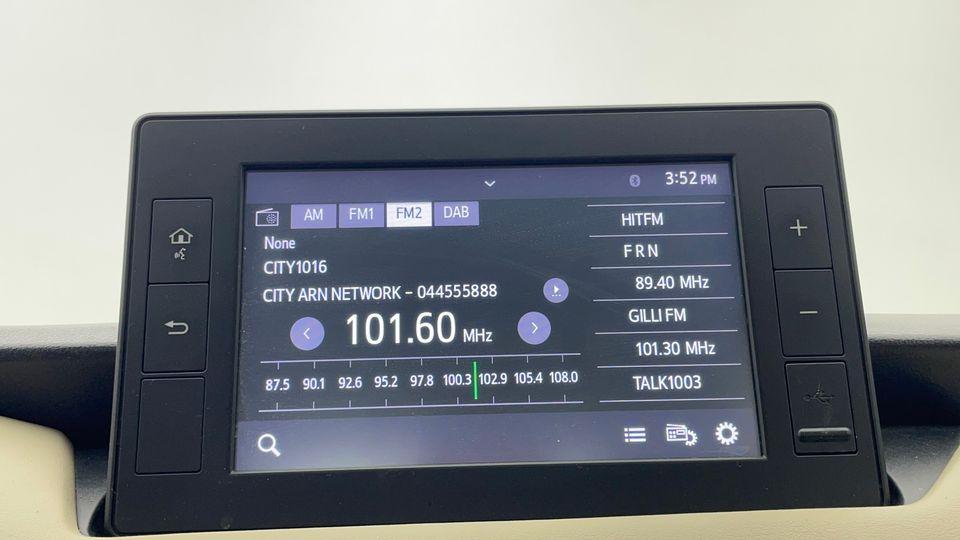 3:52 PM
AM FM1 FM2 DAB
None
CITY1016
CITY ARN NETWORK - 044555888
101.60 MHz
87.5 90.1 92.6 95.2 97.8 100.3 102.9 105.4 108.0
HITFM
F R N
89.40 MHz
GILLI FM
101.30 MHz
TALK1003
+
-